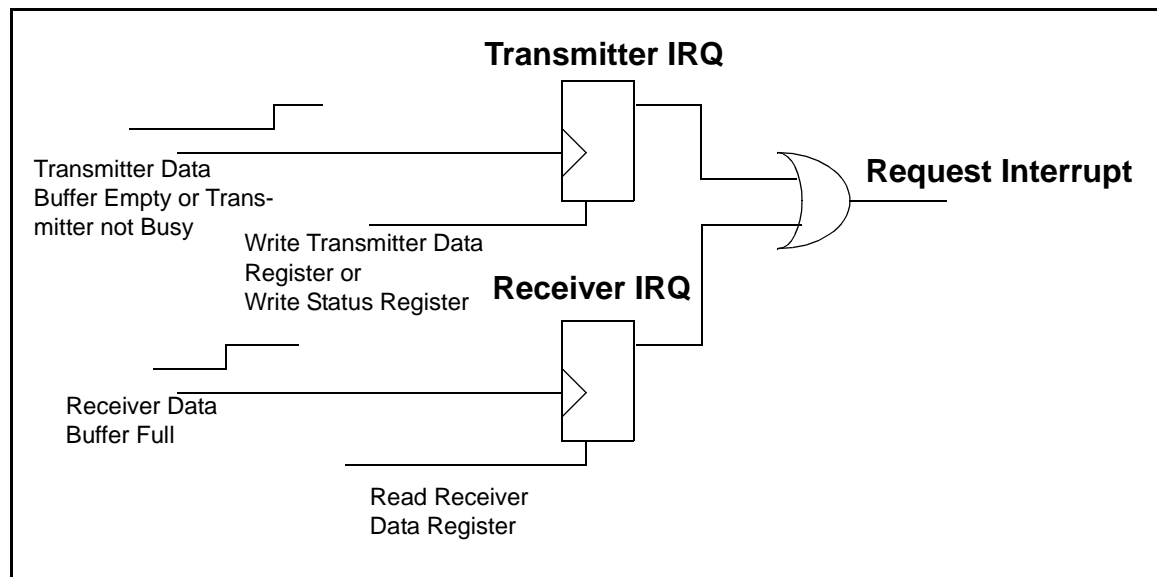 Transmitter IRQ
Transmitter Data
Buffer Empty or Trans-
mitter not Busy
Request Interrupt
Write Transmitter Data
Register or
Write Status Register
Receiver IRQ
Receiver Data
Buffer Full
Read Receiver
Data Register